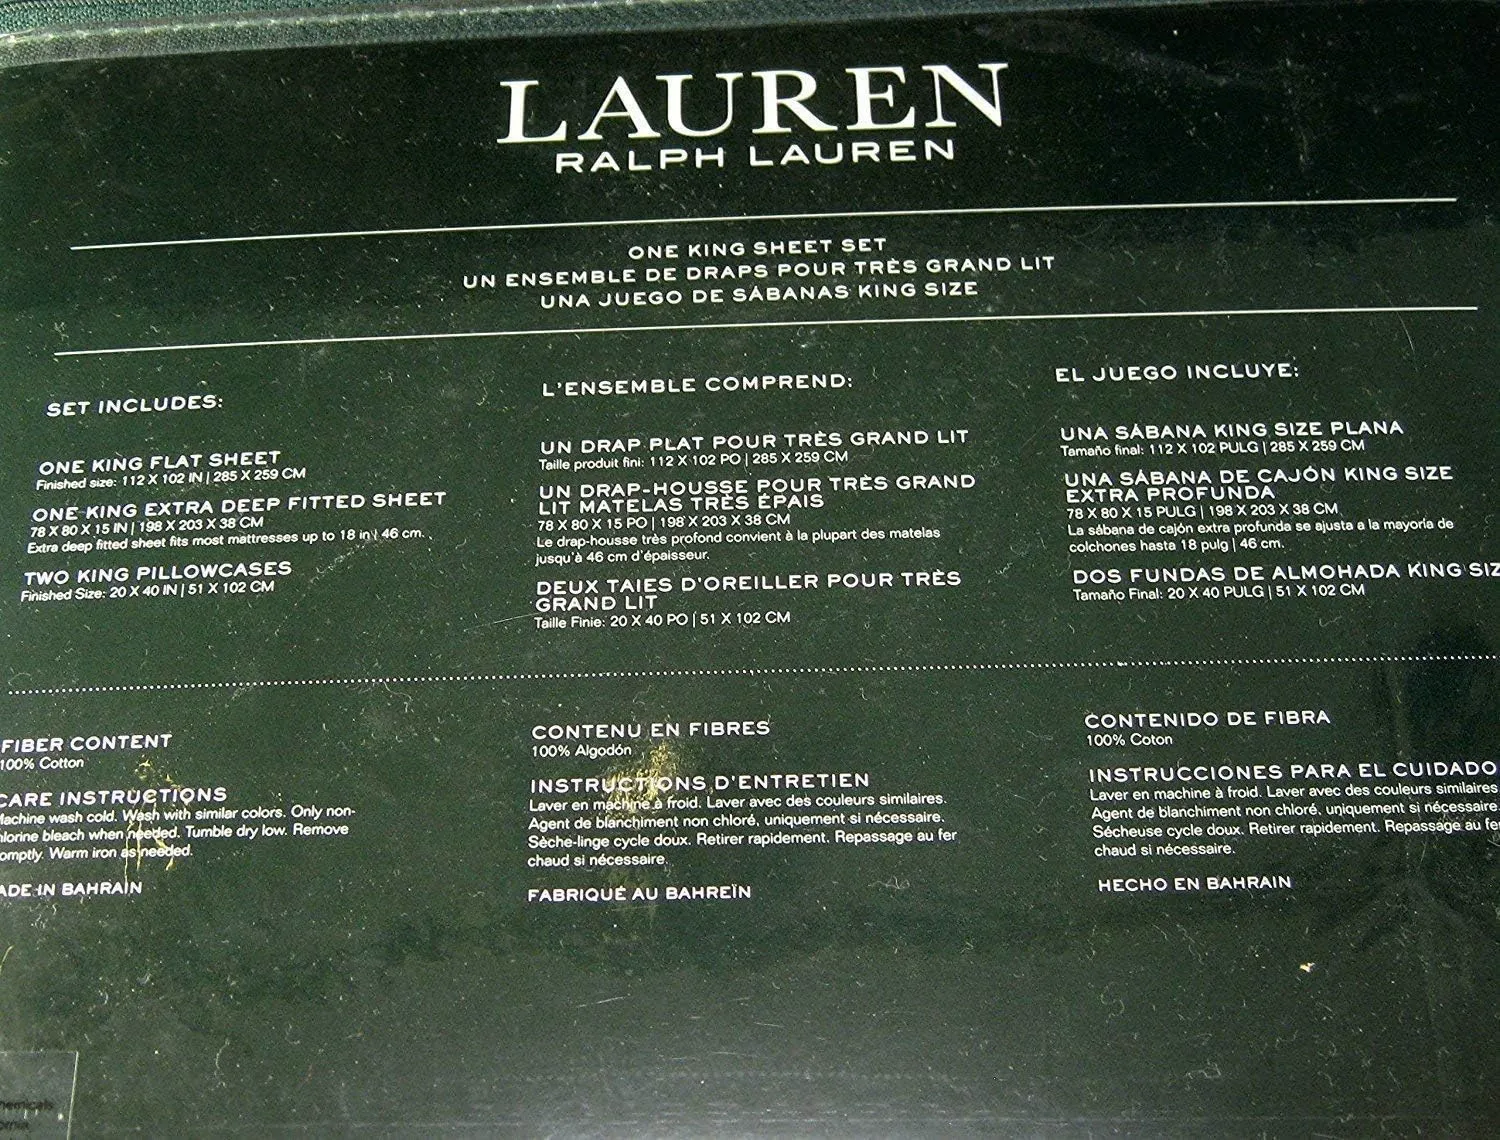 LAUREN
RALPH LAUREN
ONE KING SHEET SET
UN ENSEMBLE DE DRAPS POUR TRÈS GRAND LIT
UNA JUEGO DE SÁBANAS KING SIZE
SET INCLUDES:
ONE KING FLAT SHEET
Finished size: 112 X 102 IN | 285 X 259 CM
ONE KING EXTRA DEEP FITTED SHEET
78 X 80 X 15 IN | 198 X 203 X 38 CM
Extra deep fitted sheet fits most mattresses up to 18 in | 46 cm.
TWO KING PILLOWCASES
Finished Size: 20 X 40 IN | 51 X 102 CM
L'ENSEMBLE COMPREND:
UN DRAP PLAT POUR TRÈS GRAND LIT
Taille produit fini: 112 X 102 PO | 285 X 259 CM
UN DRAP-HOUSSE POUR TRÈS GRAND
LIT MATELAS TRÈS ÉPAIS
78 X 80 X 15 PO | 198 X 203 X 38 CM
Le drap-housse très profond convient à la plupart des matelas
jusqu'à 46 cm d'épaisseur.
DEUX TAIES D'OREILLER POUR TRÈS
GRAND LIT
Taille Finie: 20 X 40 PO | 51 X 102 CM
EL JUEGO INCLUYE:
UNA SÁBANA KING SIZE PLANA
Tamaño final: 112 X 102 PULG | 285 X 259 CM
UNA SÁBANA DE CAJÓN KING SIZE
EXTRA PROFUNDA
78 X 80 X 15 PULG | 198 X 203 X 38 CM
La sábana de cajón extra profunda se ajusta a la mayoría de
colchones hasta 18 pulg | 46 cm.
DOS FUNDAS DE ALMOHADA KING SIZ
Tamaño Final: 20 X 40 PULG | 51 X 102 CM
FIBER CONTENT
100% Cotton
CARE INSTRUCTIONS
Machine wash cold. Wash with similar colors. Only non-
hlorine bleach when needed. Tumble dry low. Remove
omptly. Warm iron as needed.
ADE IN BAHRAIN
CONTENU EN FIBRES
100% Algodón
INSTRUCTIONS D'ENTRETIEN
Laver en machine à froid. Laver avec des couleurs similaires.
Agent de blanchiment non chloré, uniquement si nécessaire.
Sèche-linge cycle doux. Retirer rapidement. Repassage au fer
chaud si nécessaire.
FABRIQUÉ AU BAHREÏN
CONTENIDO DE FIBRA
100% Coton
INSTRUCCIONES PARA EL CUIDADO
Laver en machine à froid. Laver avec des couleurs similaires
Agent de blanchiment non chloré, uniquement si nécessaire
Sécheuse cycle doux. Retirer rapidement. Repassage au fer
chaud si nécessaire.
HECHO EN BAHRAIN
hemicals
ornia